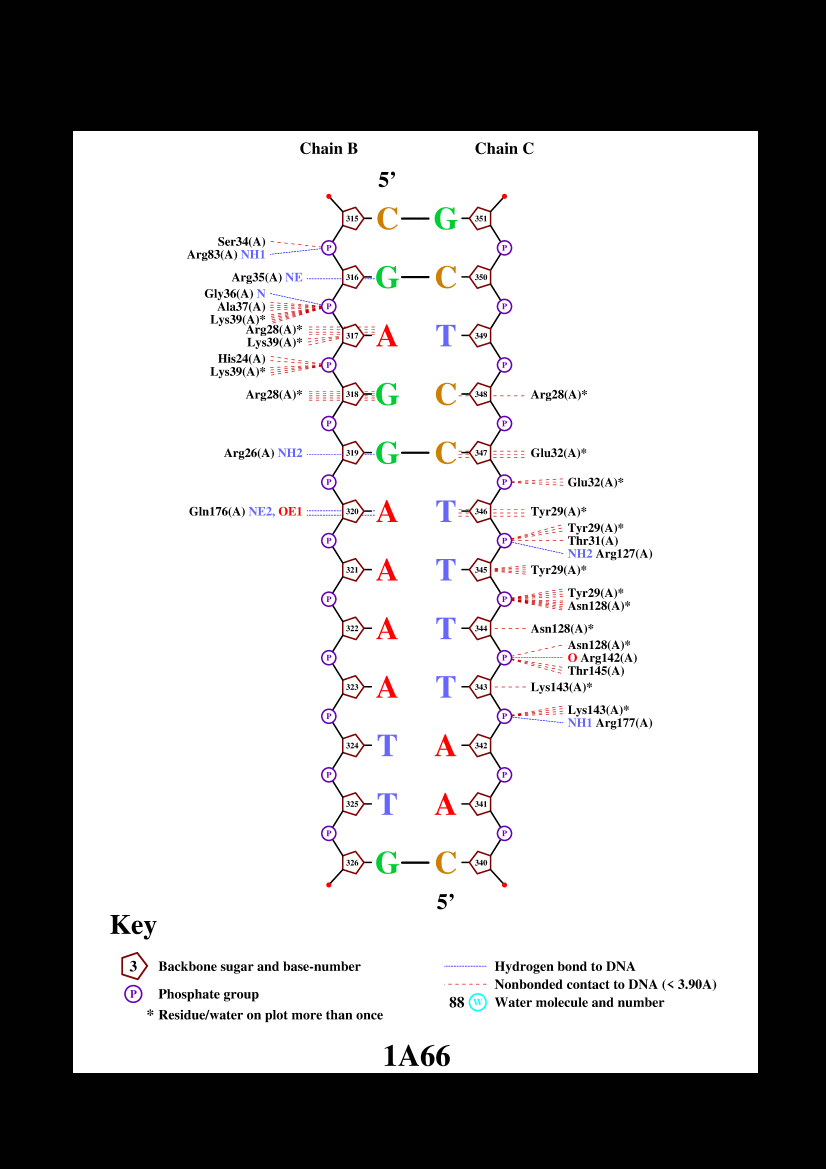 Chain B Chain C
5’
315 C G 351
Ser34(A)
P P
Arg83(A) NH1
Arg35(A) NE 316 G C 350
Gly36(A) N
Ala37(A) P P
Lys39(A)*
Arg28(A)*
317 A T 349
Lys39(A)*
His24(A)
P P
Lys39(A)*
Arg28(A)* 318 G C 348 Arg28(A)*
P P
Arg26(A) NH2 319 G C 347 Glu32(A)*
P P Glu32(A)*
Gln176(A) NE2, OE1 320 A T 346 Tyr29(A)*
Tyr29(A)*
P P Thr31(A)
NH2 Arg127(A)
321 A T 345 Tyr29(A)*
Tyr29(A)*
P P
Asn128(A)*
322 A T 344 Asn128(A)*
Asn128(A)*
P P O Arg142(A)
Thr145(A)
323 A T 343 Lys143(A)*
Lys143(A)*
P P
NH1 Arg177(A)
324 T A 342
P P
325 T A 341
P P
326 G C 340
5’
Key
3 Backbone sugar and base-number
P Phosphate group
* Residue/water on plot more than once
Hydrogen bond to DNA
Nonbonded contact to DNA (< 3.90A)
88 W Water molecule and number
1A66